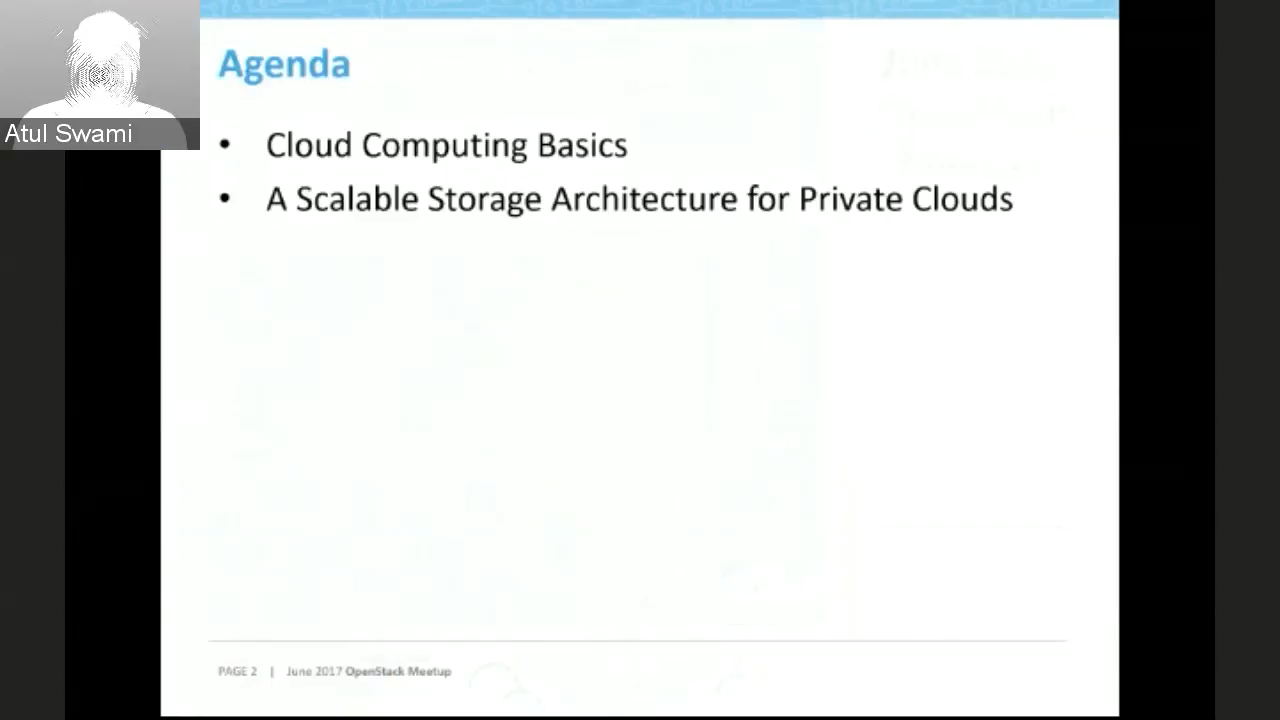 Atul Swami
Agenda
• Cloud Computing Basics
• A Scalable Storage Architecture for Private Clouds
PAGE 2 | June 2017 OpenStack Meetup